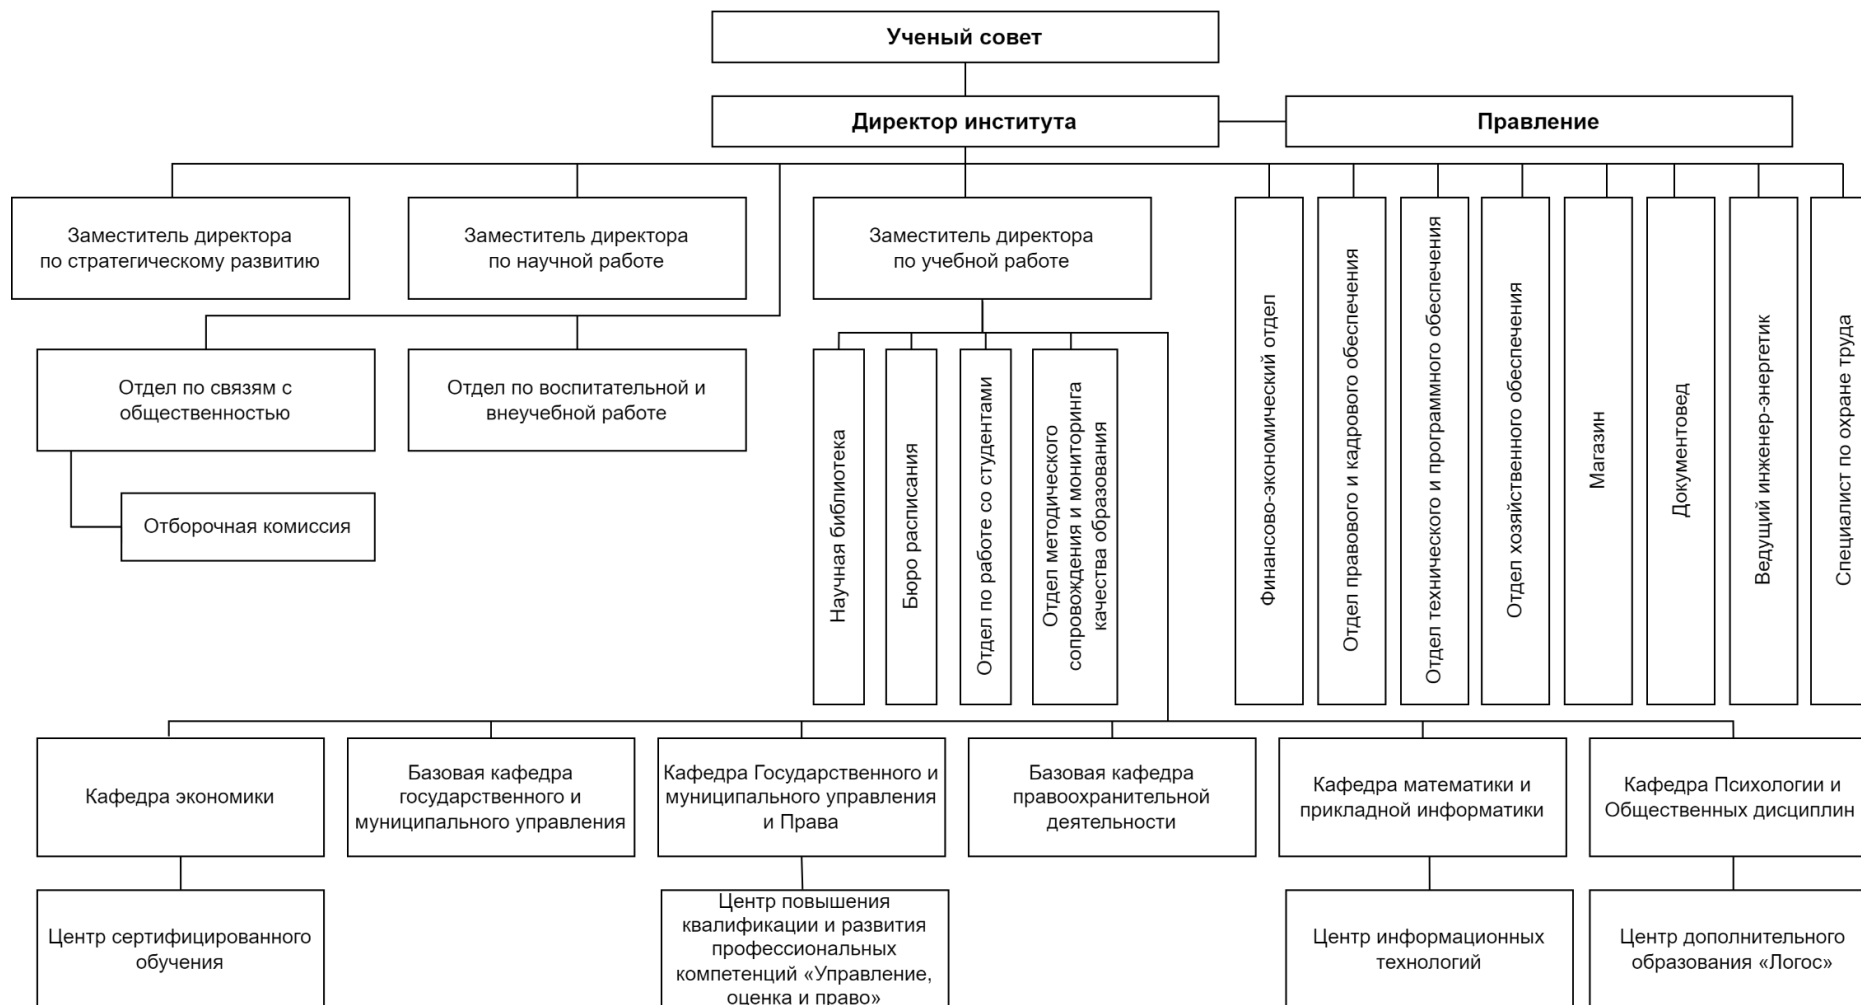 Ученый совет
Директор института
Правление
Заместитель директора
по стратегическому развитию
Заместитель директора
по научной работе
Заместитель директора
по учебной работе
Финансово-экономический отдел
Отдел правового и кадрового обеспечения
Отдел технического и программного обеспечения
Отдел хозяйственного обеспечения
Магазин
Документовед
Ведущий инженер-энергетик
Специалист по охране труда
Отдел по связям с
общественностью
Отдел по воспитательной и
внеучебной работе
Отборочная комиссия
Научная библиотека
Бюро расписания
Отдел по работе со студентами
Отдел методического
сопровождения и мониторинга
качества образования
Кафедра экономики
Базовая кафедра
государственного и
муниципального управления
Кафедра Государственного и
муниципального управления
и Права
Базовая кафедра
правоохранительной
деятельности
Кафедра математики и
прикладной информатики
Кафедра Психологии и
Общественных дисциплин
Центр сертифицированного
обучения
Центр повышения
квалификации и развития
профессиональных
компетенций «Управление,
оценка и право»
Центр информационных
технологий
Центр дополнительного
образования «Логос»